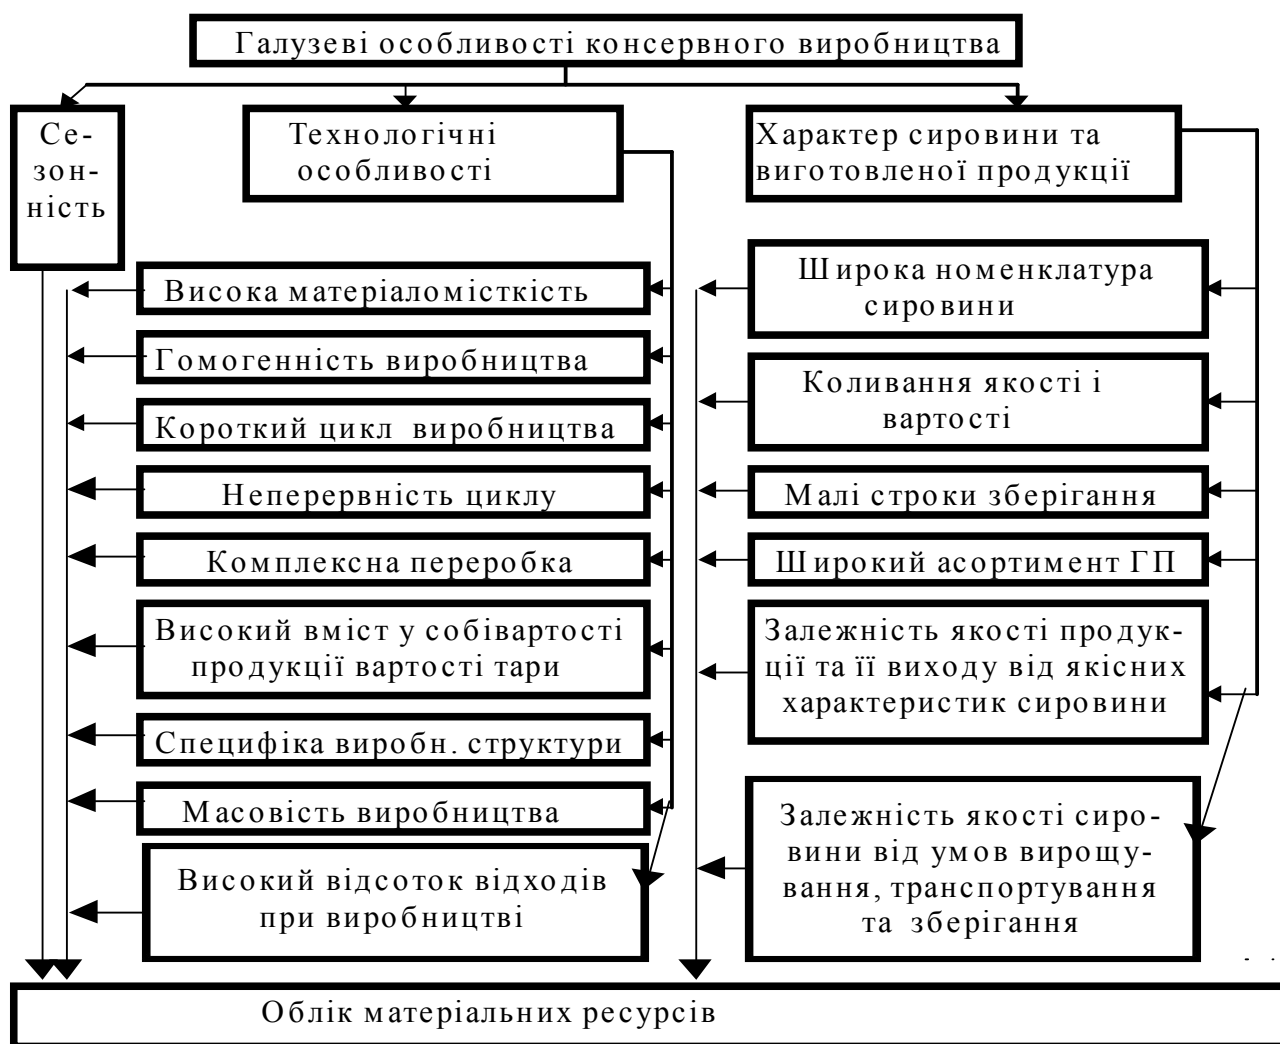 Галузеві особливості консервного виробництва
Се-
зон-
ність
Технологічні
особливості
Характер сировини та
виготовленої продукції
Висока матеріаломісткість
Гомогенність виробництва
Короткий цикл виробництва
Неперервність циклу
Комплексна переробка
Високий вміст у собівартості
продукції вартості тари
Специфіка виробн. структури
Масовість виробництва
Високий відсоток відходів
при виробництві
Широка номенклатура
сировини
Коливання якості і
вартості
Малі строки зберігання
Широкий асортимент ГП
Залежність якості продук-
ції та її виходу від якісних
характеристик сировини
Залежність якості сиро-
вини від умов вирощу-
вання, транспортування
та зберігання
Облік матеріальних ресурсів